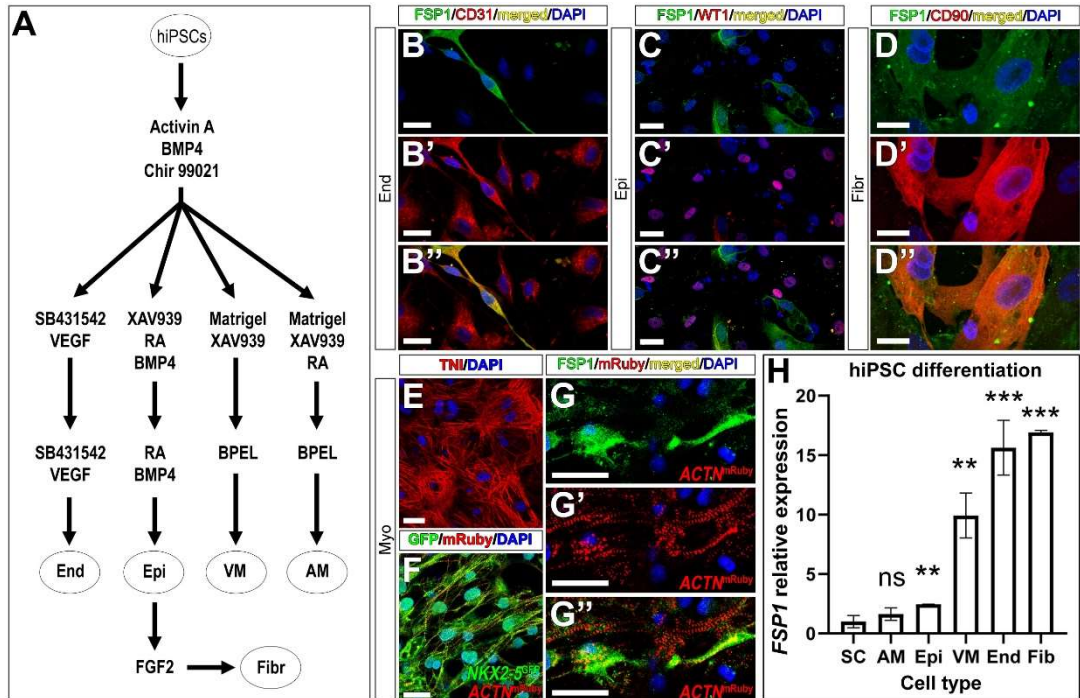 A
hiPSCs
Activin A
BMP4
Chir 99021
SB431542
VEGF
XAV939
RA
BMP4
Matrigel
XAV939
Matrigel
XAV939
RA
SB431542
VEGF
RA
BMP4
BPEL
BPEL
End
Epi
VM
AM
FGF2
Fibr
FSP1/CD31/merged/DAPI
End
B
B'
B''
FSP1/WT1/merged/DAPI
Epi
C
C'
C''
FSP1/CD90/merged/DAPI
Fibr
D
D'
D''
Myo
TNI/DAPI
E
GFP/mRuby/DAPI
F
NKX2-5GFP
ACTNmRuby
FSP1/mRuby/merged/DAPI
G
ACTNmRuby
G'
ACTNmRuby
G''
ACTNmRuby
H
hiPSC differentiation
FSP1 relative expression
20
15
10
5
0
ns
**
**
***
***
SC AM Epi VM End Fib
Cell type